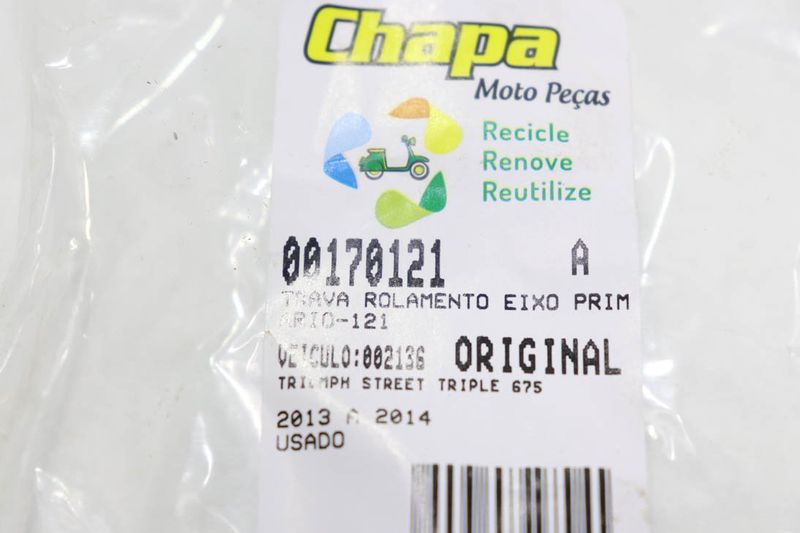 Chapa
Moto Peças
Recicle
Renove
Reutilize
00170121 A
TRAVA ROLAMENTO EIXO PRIM
ARIO-121
VEICULO:002136 ORIGINAL
TRIUMPH STREET TRIPLE 675
2013 A 2014
USADO